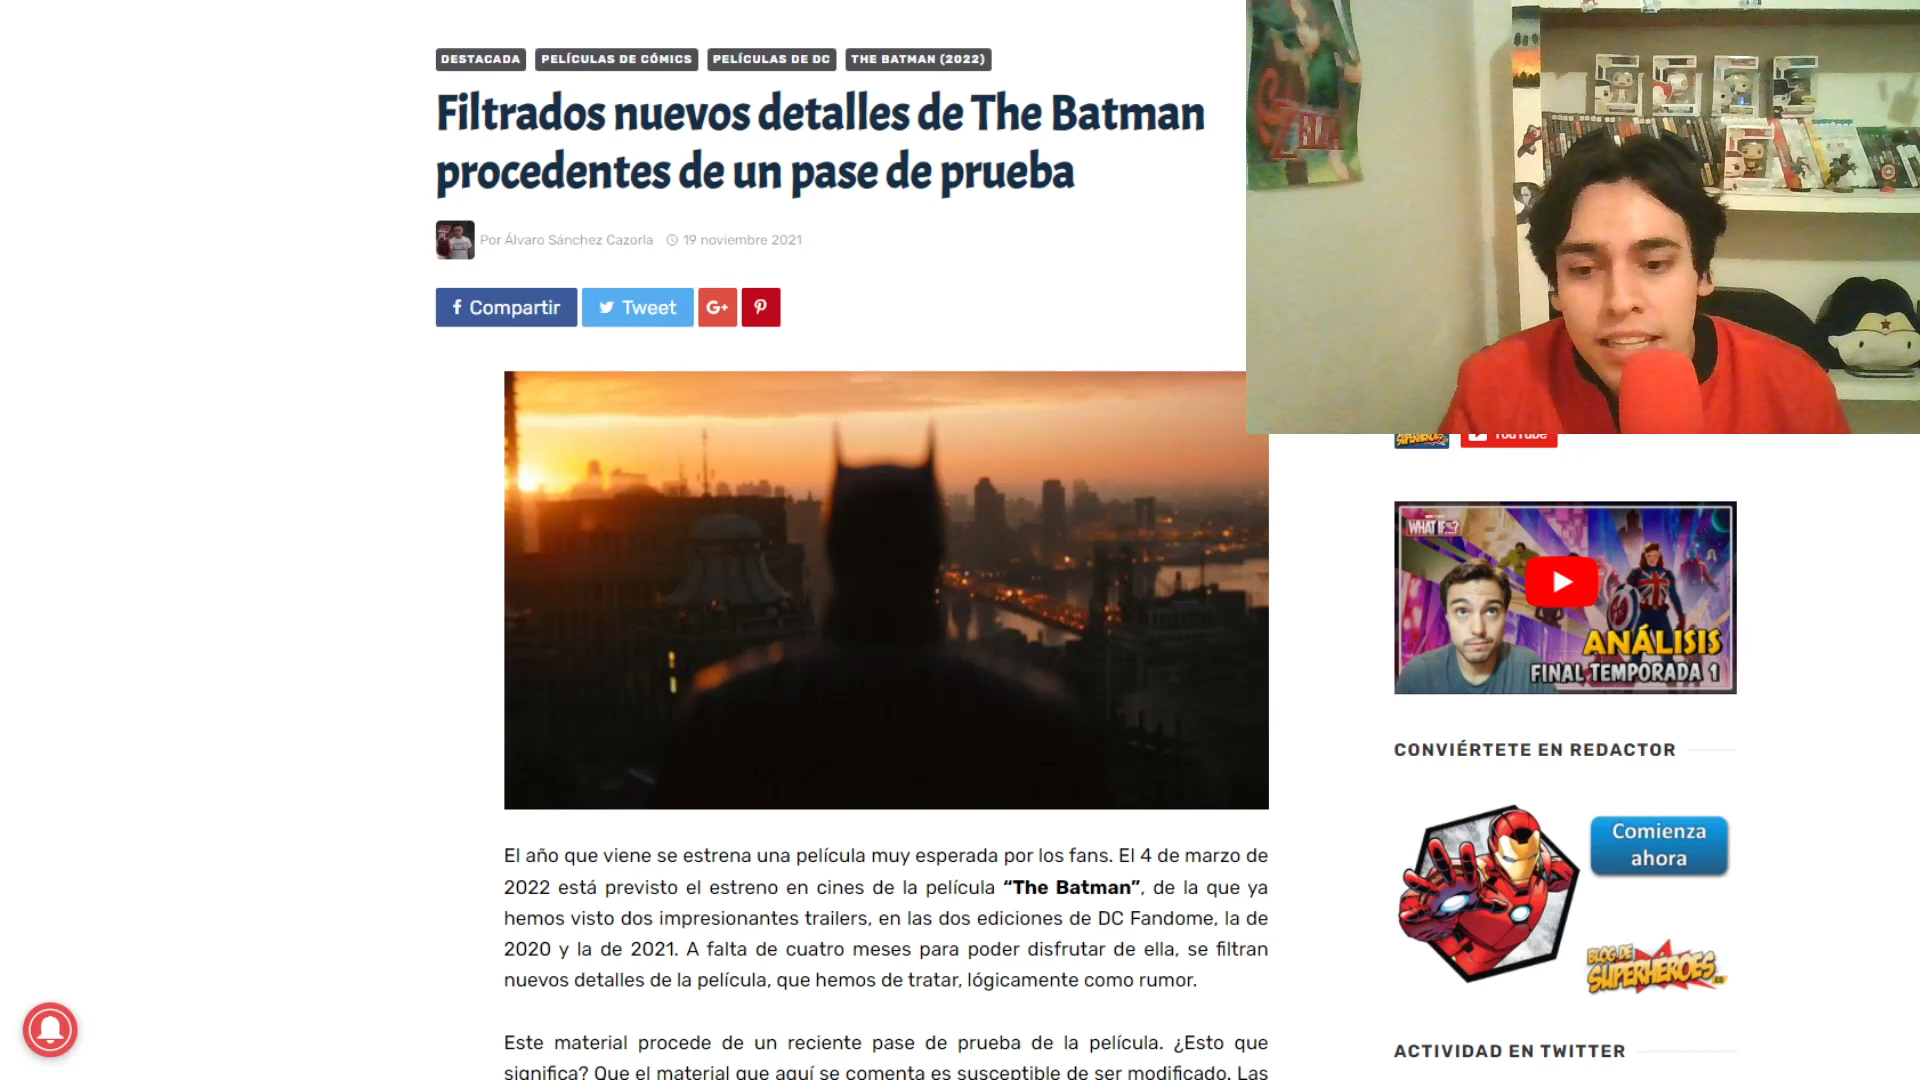 DESTACADA
PELÍCULAS DE CÓMICS
PELÍCULAS DE DC
THE BATMAN (2022)
Filtrados nuevos detalles de The Batman
procedentes de un pase de prueba
Por Álvaro Sánchez Cazorla
19 noviembre 2021
Compartir
Tweet
G+
El año que viene se estrena una película muy esperada por los fans. El 4 de marzo de
2022 está previsto el estreno en cines de la película “The Batman”, de la que ya
hemos visto dos impresionantes trailers, en las dos ediciones de DC Fandome, la de
2020 y la de 2021. A falta de cuatro meses para poder disfrutar de ella, se filtran
nuevos detalles de la película, que hemos de tratar, lógicamente como rumor.
Este material procede de un reciente pase de prueba de la película. ¿Esto que
significa? Que el material que aquí se comenta es susceptible de ser modificado. Las
ZELDA
SUPERHÉROES
YouTube
WHAT IF...?
ANÁLISIS
FINAL TEMPORADA 1
CONVIÉRTETE EN REDACTOR
Comienza
ahora
BLOG DE
SUPERHÉROES
ACTIVIDAD EN TWITTER